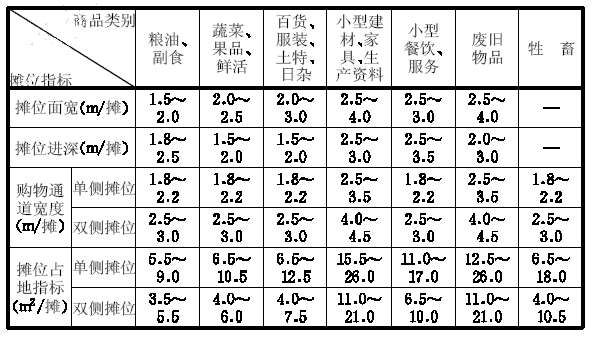 商品类别
摊位指标
粮油、副食
蔬菜、果品、鲜活
百货、服装、土特、日杂
小型建材、家具、生产资料
小型餐饮、服务
废旧物品
牲 畜
摊位面宽(m/摊) 1.5～2.0 2.0～2.5 2.0～3.0 2.5～4.0 2.5～3.0 2.5～4.0 —
摊位进深(m/摊) 1.8～2.5 1.5～2.0 1.5～2.0 2.5～3.0 2.5～3.5 2.0～3.0 —
购物通道宽度(m/摊)
单侧摊位 1.8～2.2 1.8～2.2 1.8～2.2 2.5～3.5 1.8～2.2 2.5～3.5 1.8～2.2
双侧摊位 2.5～3.0 2.5～3.0 2.5～3.0 4.0～4.5 2.5～3.0 4.0～4.5 2.5～3.0
摊位占地指标(m²/摊)
单侧摊位 5.5～9.0 6.5～10.5 6.5～12.5 15.5～26.0 11.0～17.0 12.5～26.0 6.5～18.0
双侧摊位 3.5～5.5 4.0～6.0 4.0～7.5 11.0～21.0 6.5～10.0 11.0～21.0 4.0～10.5